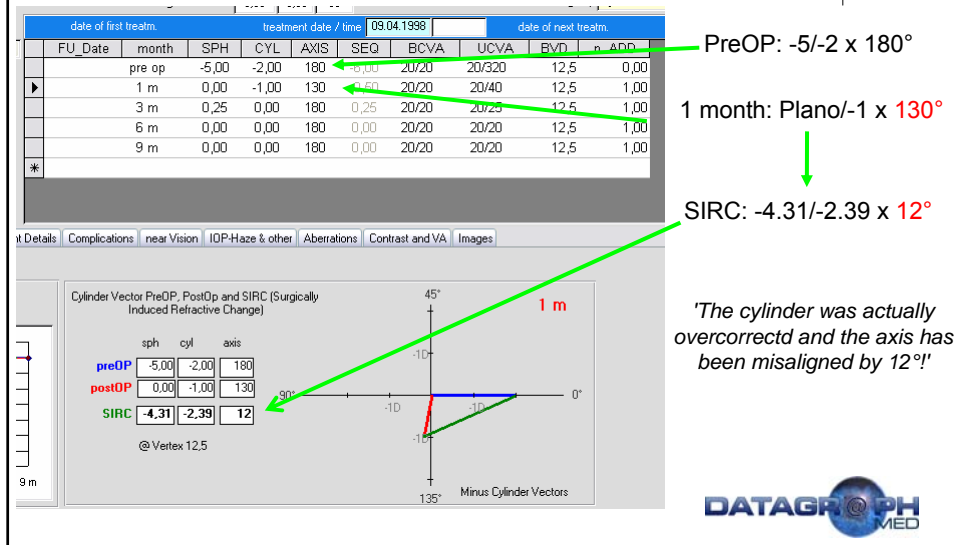 date of first treatm. treatment date / time 09.04.1998 date of next treatm.
FU_Date month SPH CYL AXIS SEQ BCVA UCVA BVD n_ADD
pre op -5,00 -2,00 180 -6,00 20/20 20/320 12,5 0,00
1 m 0,00 -1,00 130 20/20 20/40 12,5 1,00
3 m 0,25 0,00 180 0,25 20/20 20/25 12,5 1,00
6 m 0,00 0,00 180 0,00 20/20 20/20 12,5 1,00
9 m 0,00 0,00 180 0,00 20/20 20/20 12,5 1,00
PreOP: -5/-2 x 180°
1 month: Plano/-1 x 130°
SIRC: -4.31/-2.39 x 12°
'The cylinder was actually
overcorrectd and the axis has
been misaligned by 12°!'
Details Complications near Vision IOP-Haze & other Aberrations Contrast and VA Images
Cylinder Vector PreOP, PostOp and SIRC (Surgically
Induced Refractive Change)
sph cyl axis
preOP -5,00 -2,00 180
postOP 0,00 -1,00 130
SIRC -4,31 -2,39 12
@ Vertex 12,5
45°
1 m
-1D
90° -1D -1D 0°
-1D
135°
Minus Cylinder Vectors
9 m
DATAGR@PH
MED